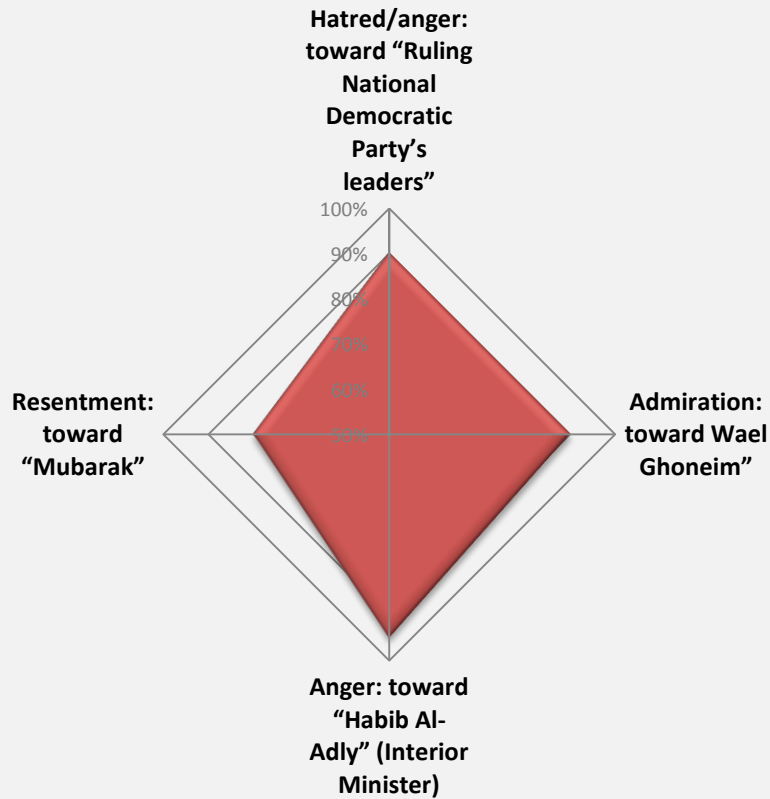 Hatred/anger:
toward “Ruling
National
Democratic
Party’s
leaders”
100%
90%
80%
70%
60%
50%
Resentment:
toward
“Mubarak”
Admiration:
toward Wael
Ghoneim”
Anger: toward
“Habib Al-
Adly” (Interior
Minister)